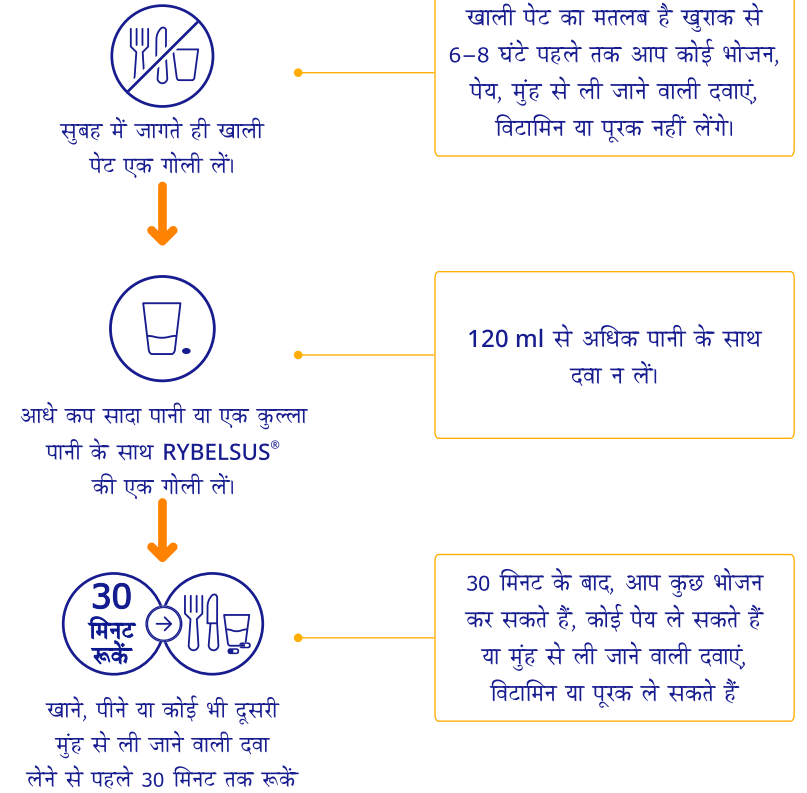 सुबह में जागते ही खाली
पेट एक गोली लें।
खाली पेट का मतलब है खुराक से
6–8 घंटे पहले तक आप कोई भोजन,
पेय, मुंह से ली जाने वाली दवाएं,
विटामिन या पूरक नहीं लेंगे।
आधे कप सादा पानी या एक कुल्ला
पानी के साथ RYBELSUS®
की एक गोली लें।
120 ml से अधिक पानी के साथ
दवा न लें।
30
मिनट
रूकें
खाने, पीने या कोई भी दूसरी
मुंह से ली जाने वाली दवा
लेने से पहले 30 मिनट तक रूकें
30 मिनट के बाद, आप कुछ भोजन
कर सकते हैं, कोई पेय ले सकते हैं
या मुंह से ली जाने वाली दवाएं,
विटामिन या पूरक ले सकते हैं